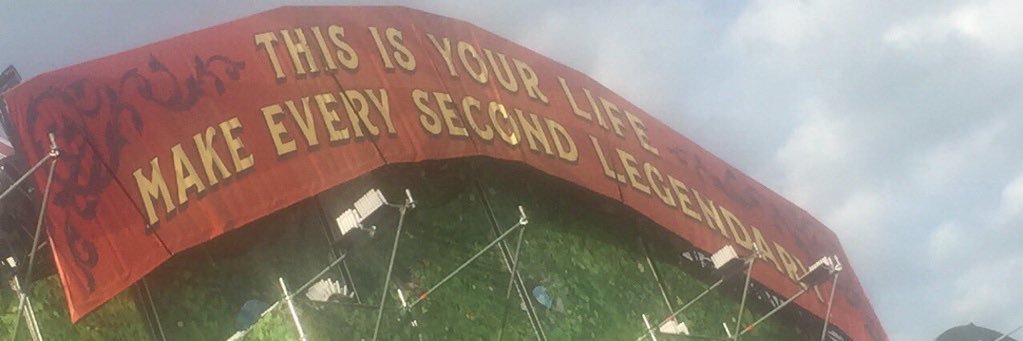 THIS IS YOUR LIFE
MAKE EVERY SECOND LEGENDARY